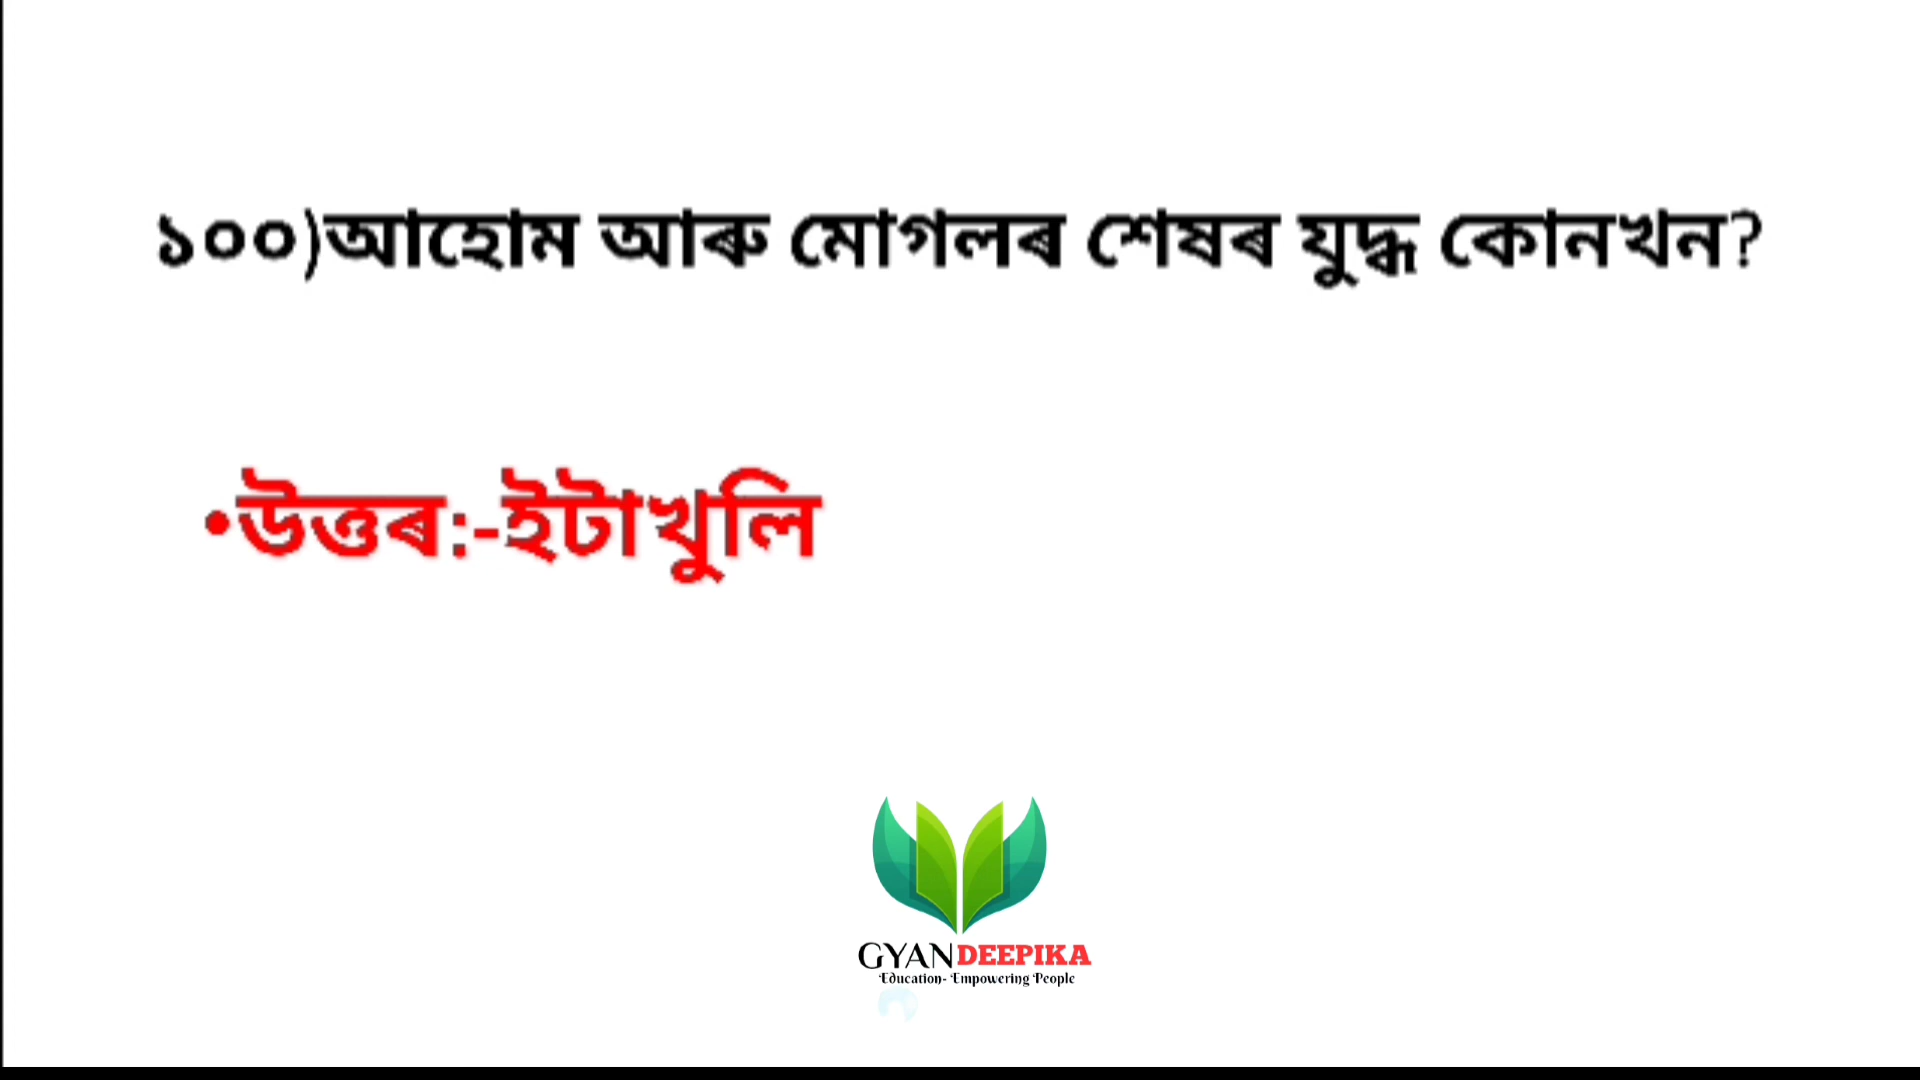 ১০০)আহোম আৰু মোগলৰ শেষৰ যুদ্ধ কোনখন?
•উত্তৰ:-ইটাখুলি
GYANDEEPIKA
Education- Empowering People